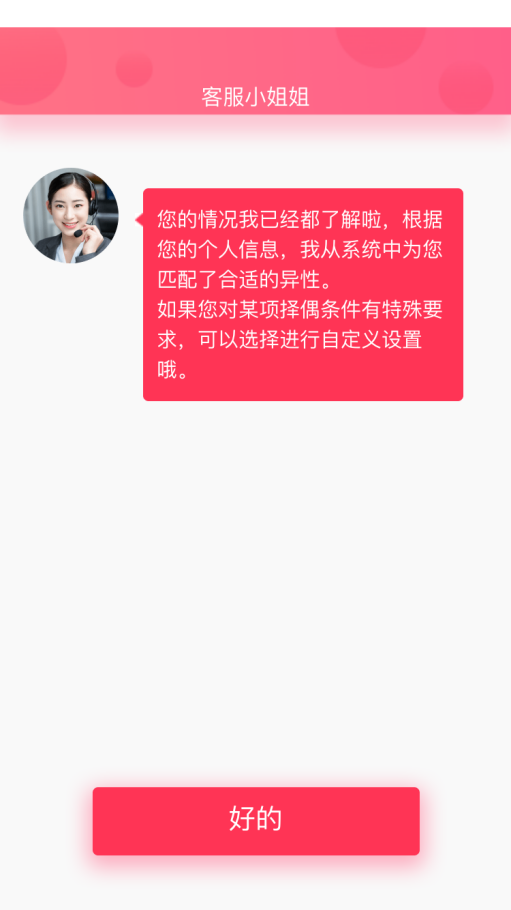 客服小姐姐
您的情况我已经都了解啦，根据
您的个人信息，我从系统中为您
匹配了合适的异性。
如果您对某项择偶条件有特殊要
求，可以选择进行自定义设置
哦。
好的